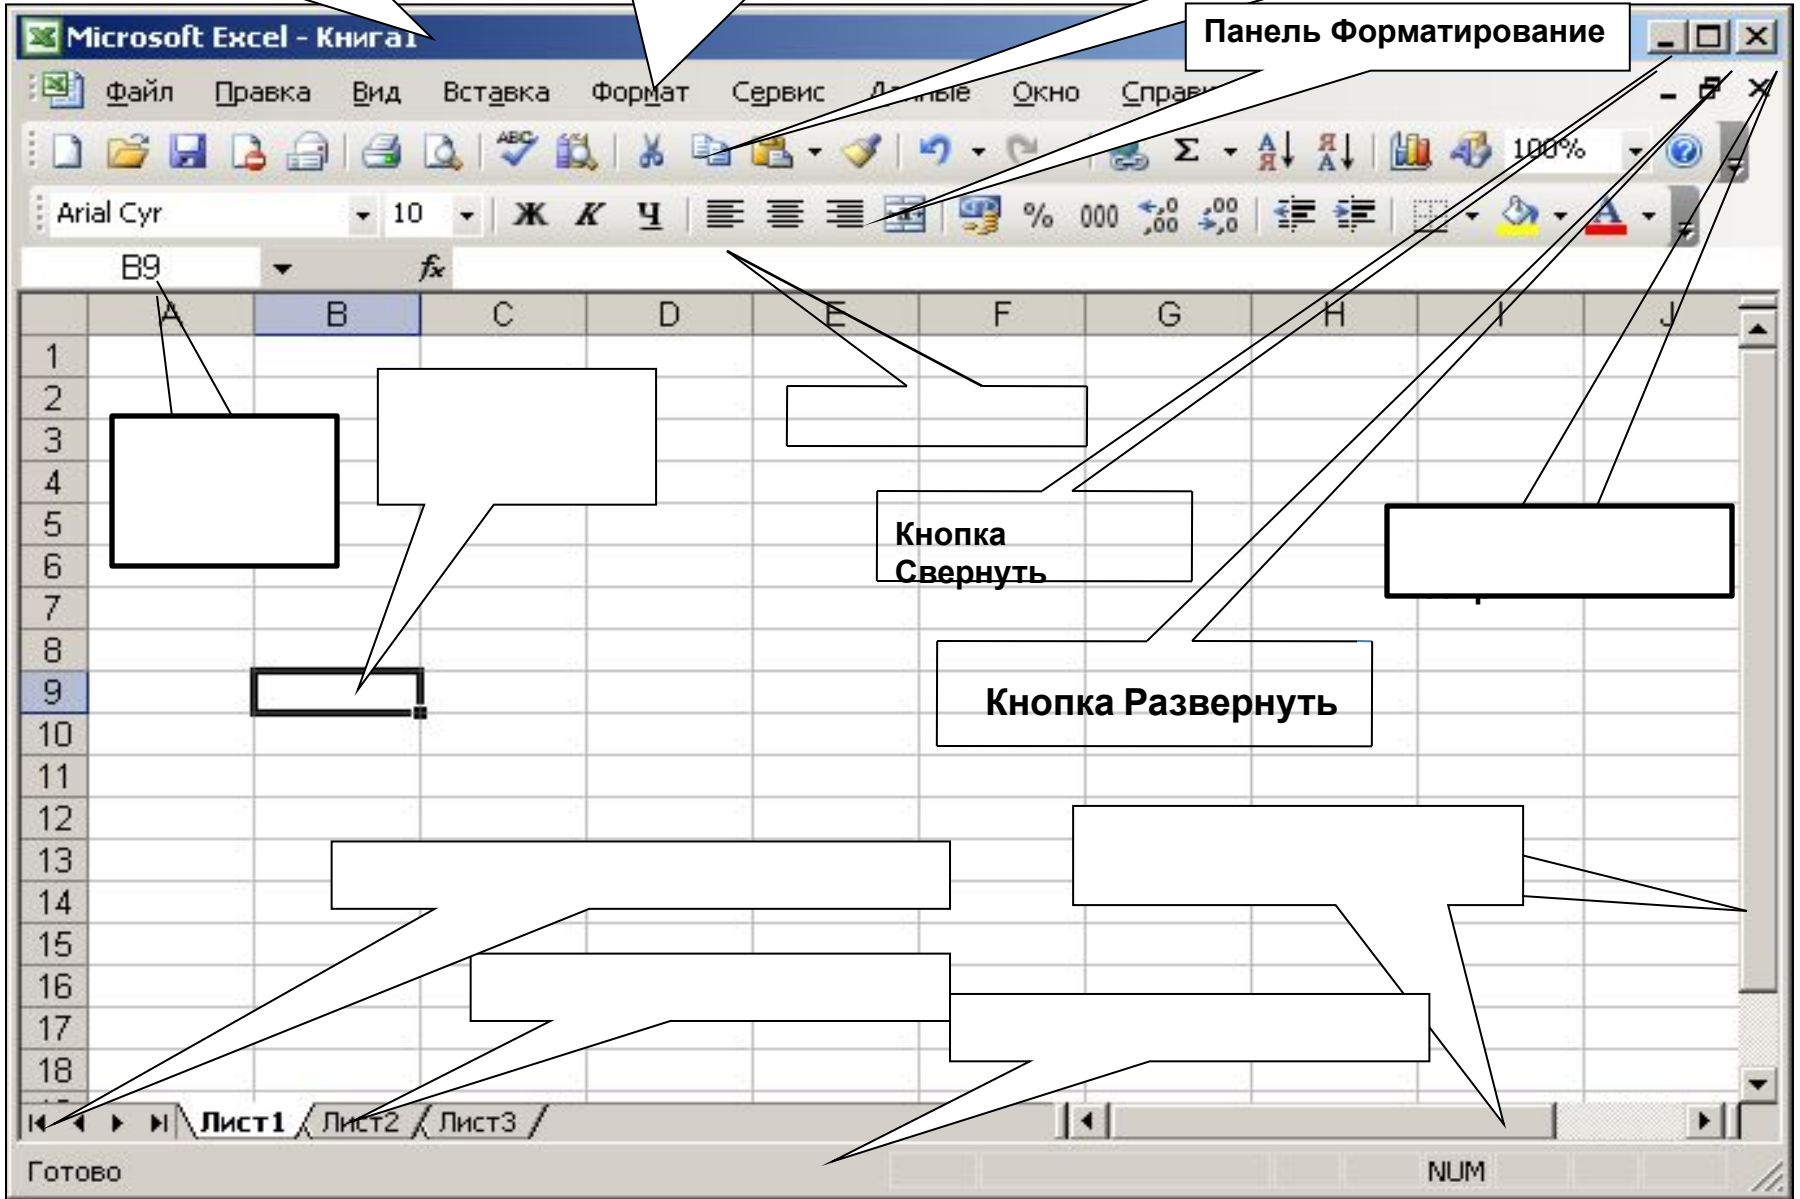 Microsoft Excel - Книга1
Панель Форматирование
Файл Правка Вид Вставка Формат Сервис Окно
100%
Arial Cyr 10 Ж К Ч % 000
B9 fx
A B C D E F G H I J
1
2
3
4
5
Кнопка
6
Свернуть
7
8
9
Кнопка Развернуть
10
11
12
13
14
15
16
17
18
Лист1 Лист2 Лист3
Готово NUM